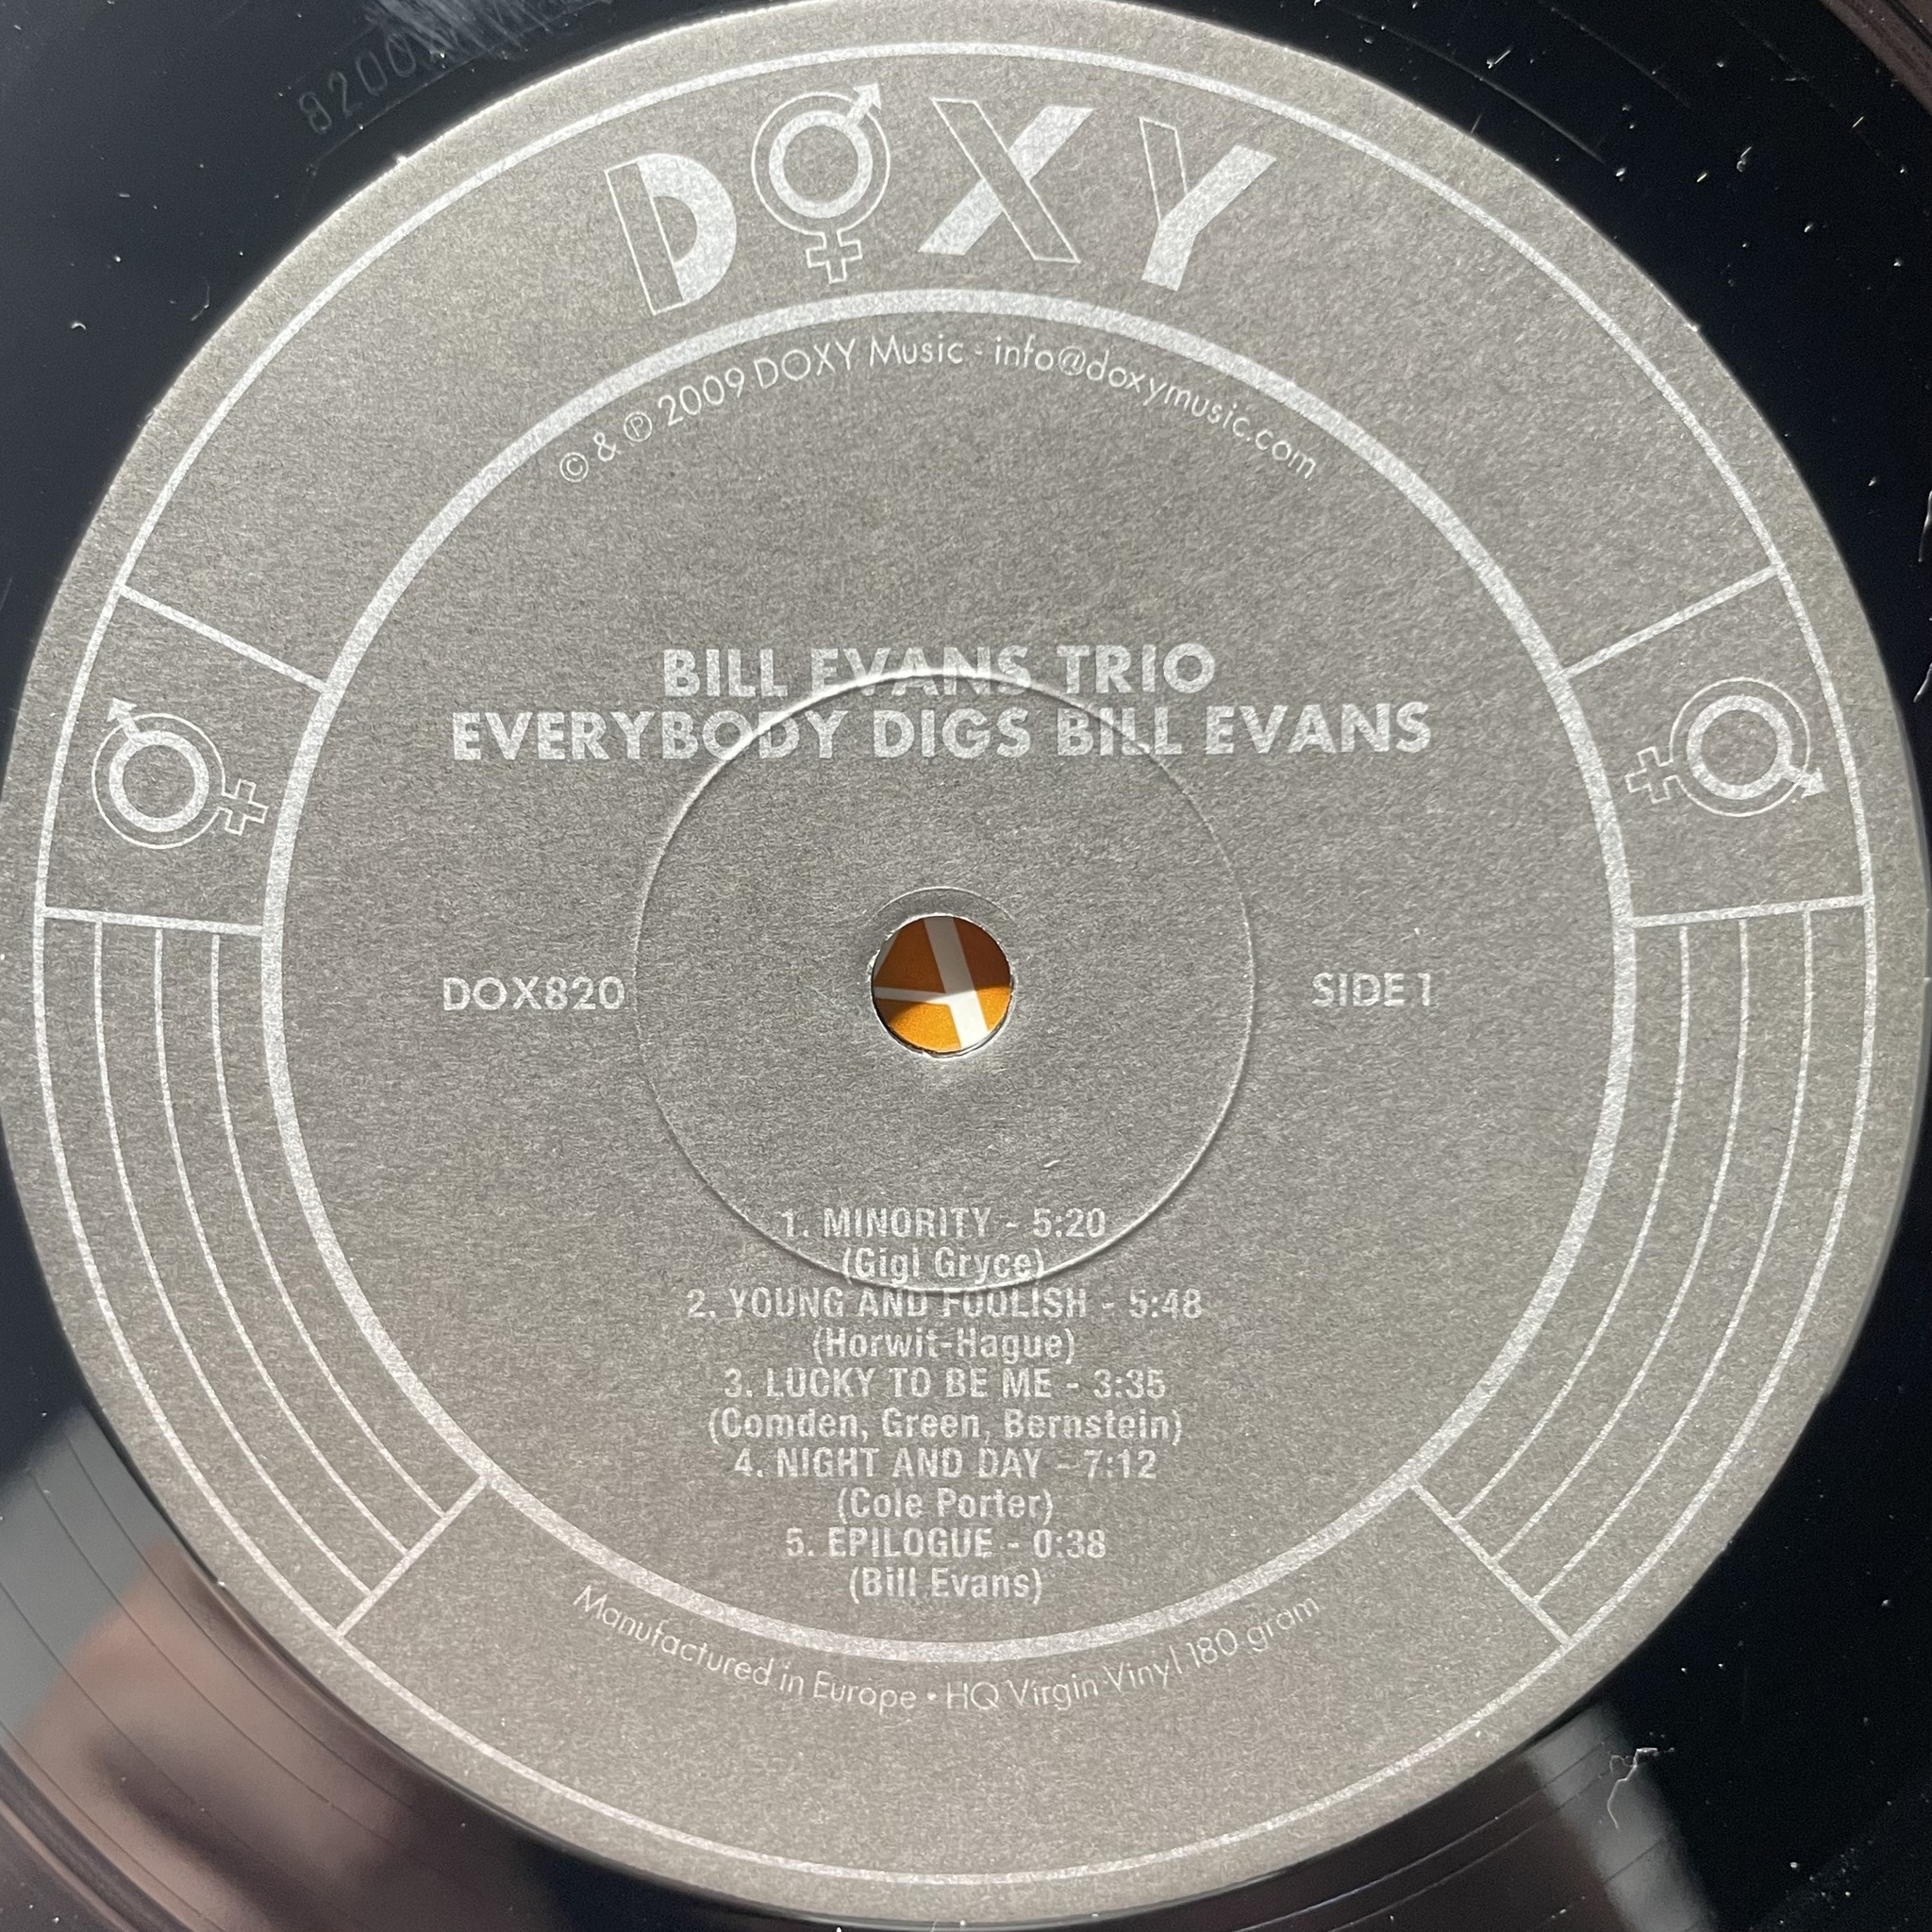 DOXY
© & ℗ 2009 DOXY Music - info@doxymusic.com
BILL EVANS TRIO
EVERYBODY DIGS BILL EVANS
DOX820
SIDE 1
1. MINORITY - 5:20
(Gigi Gryce)
2. YOUNG AND FOOLISH - 5:48
(Horwit-Hague)
3. LUCKY TO BE ME - 3:35
(Comden, Green, Bernstein)
4. NIGHT AND DAY - 7:12
(Cole Porter)
5. EPILOGUE - 0:38
(Bill Evans)
Manufactured in Europe • HQ Virgin Vinyl 180 gram